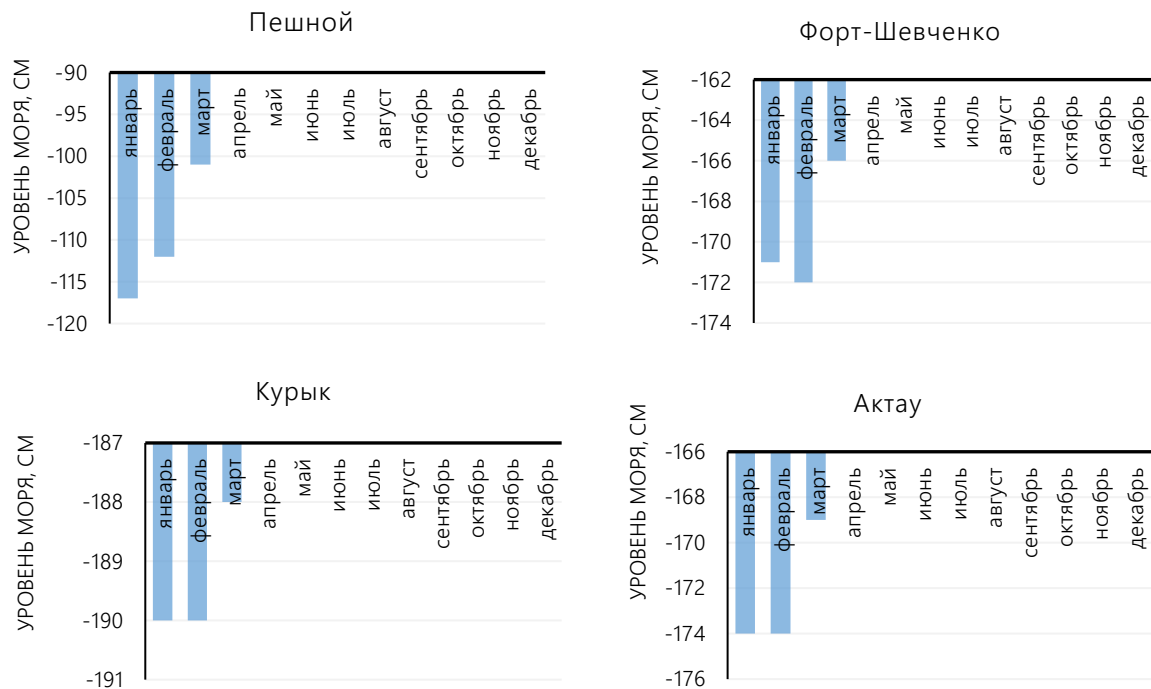 Пешной
УРОВЕНЬ МОРЯ, СМ
-90
-95
-100
-105
-110
-115
-120
январь
февраль
март
апрель
май
июнь
июль
август
сентябрь
октябрь
ноябрь
декабрь
Форт-Шевченко
УРОВЕНЬ МОРЯ, СМ
-162
-164
-166
-168
-170
-172
-174
январь
февраль
март
апрель
май
июнь
июль
август
сентябрь
октябрь
ноябрь
декабрь
Курык
УРОВЕНЬ МОРЯ, СМ
-187
-188
-189
-190
-191
январь
февраль
март
апрель
май
июнь
июль
август
сентябрь
октябрь
ноябрь
декабрь
Актау
УРОВЕНЬ МОРЯ, СМ
-166
-168
-170
-172
-174
-176
январь
февраль
март
апрель
май
июнь
июль
август
сентябрь
октябрь
ноябрь
декабрь